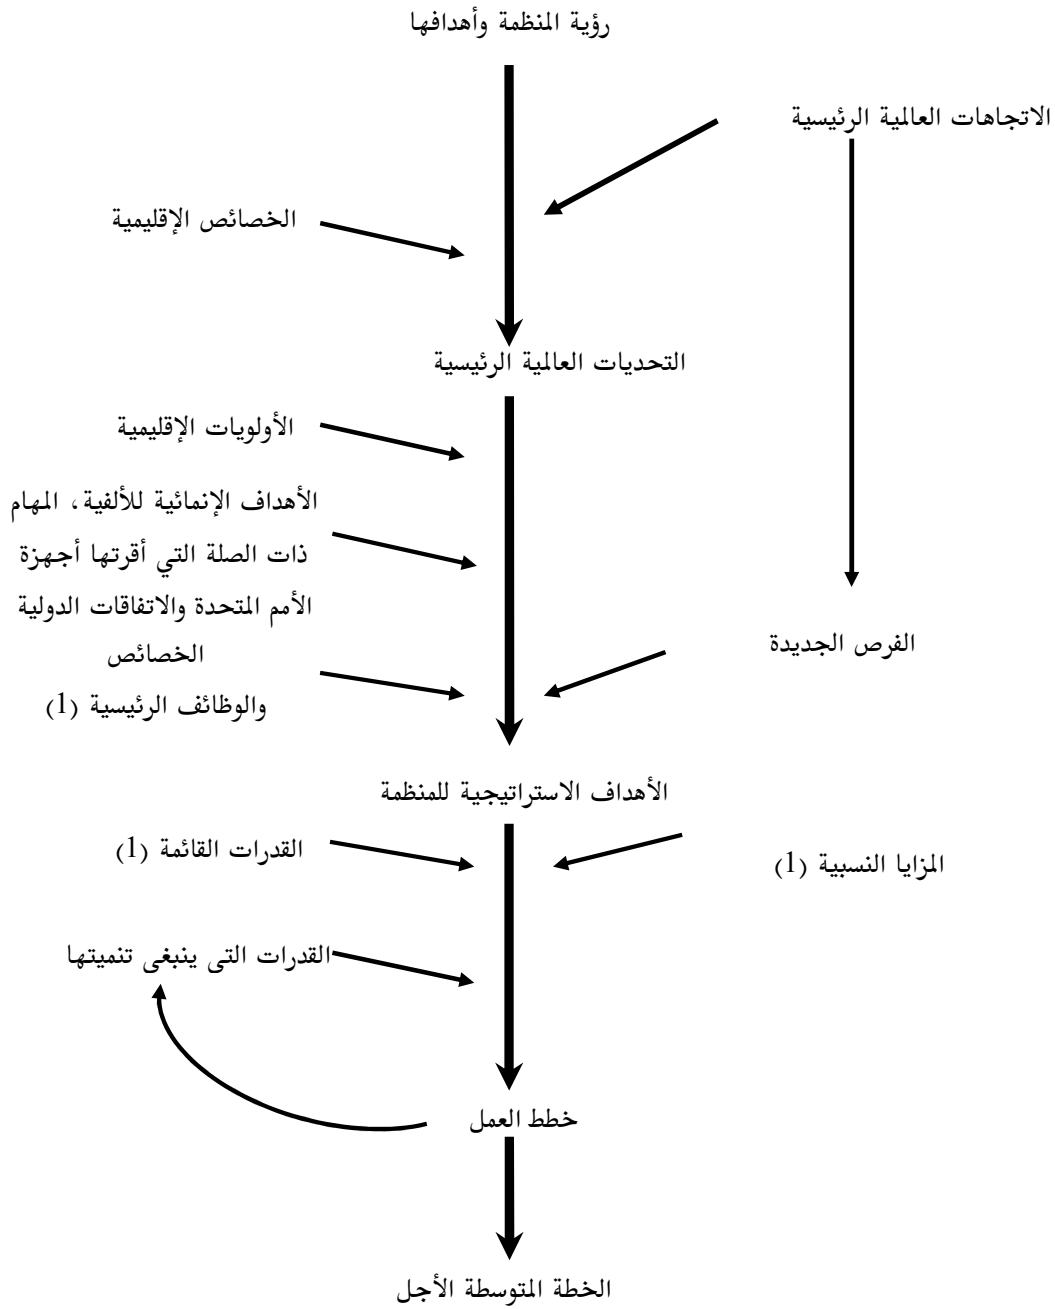 رؤية المنظمة وأهدافها
الاتجاهات العالمية الرئيسية
الخصائص الإقليمية
التحديات العالمية الرئيسية
الأولويات الإقليمية
الأهداف الإنمائية للألفية، المهام
ذات الصلة التي أقرتها أجهزة
الأمم المتحدة والاتفاقات الدولية
الفرص الجديدة
الخصائص
والوظائف الرئيسية (1)
الأهداف الاستراتيجية للمنظمة
القدرات القائمة (1)
المزايا النسبية (1)
القدرات التى ينبغى تنميتها
خطط العمل
الخطة المتوسطة الأجل